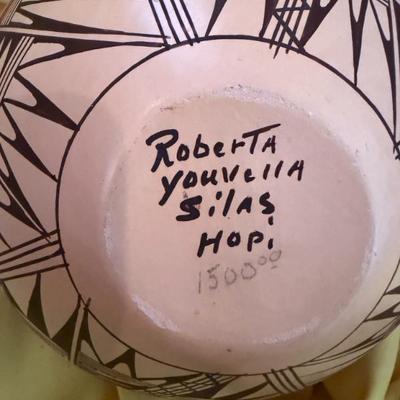 Roberta
Youvella
Silas
Hopi
1500⁰⁰